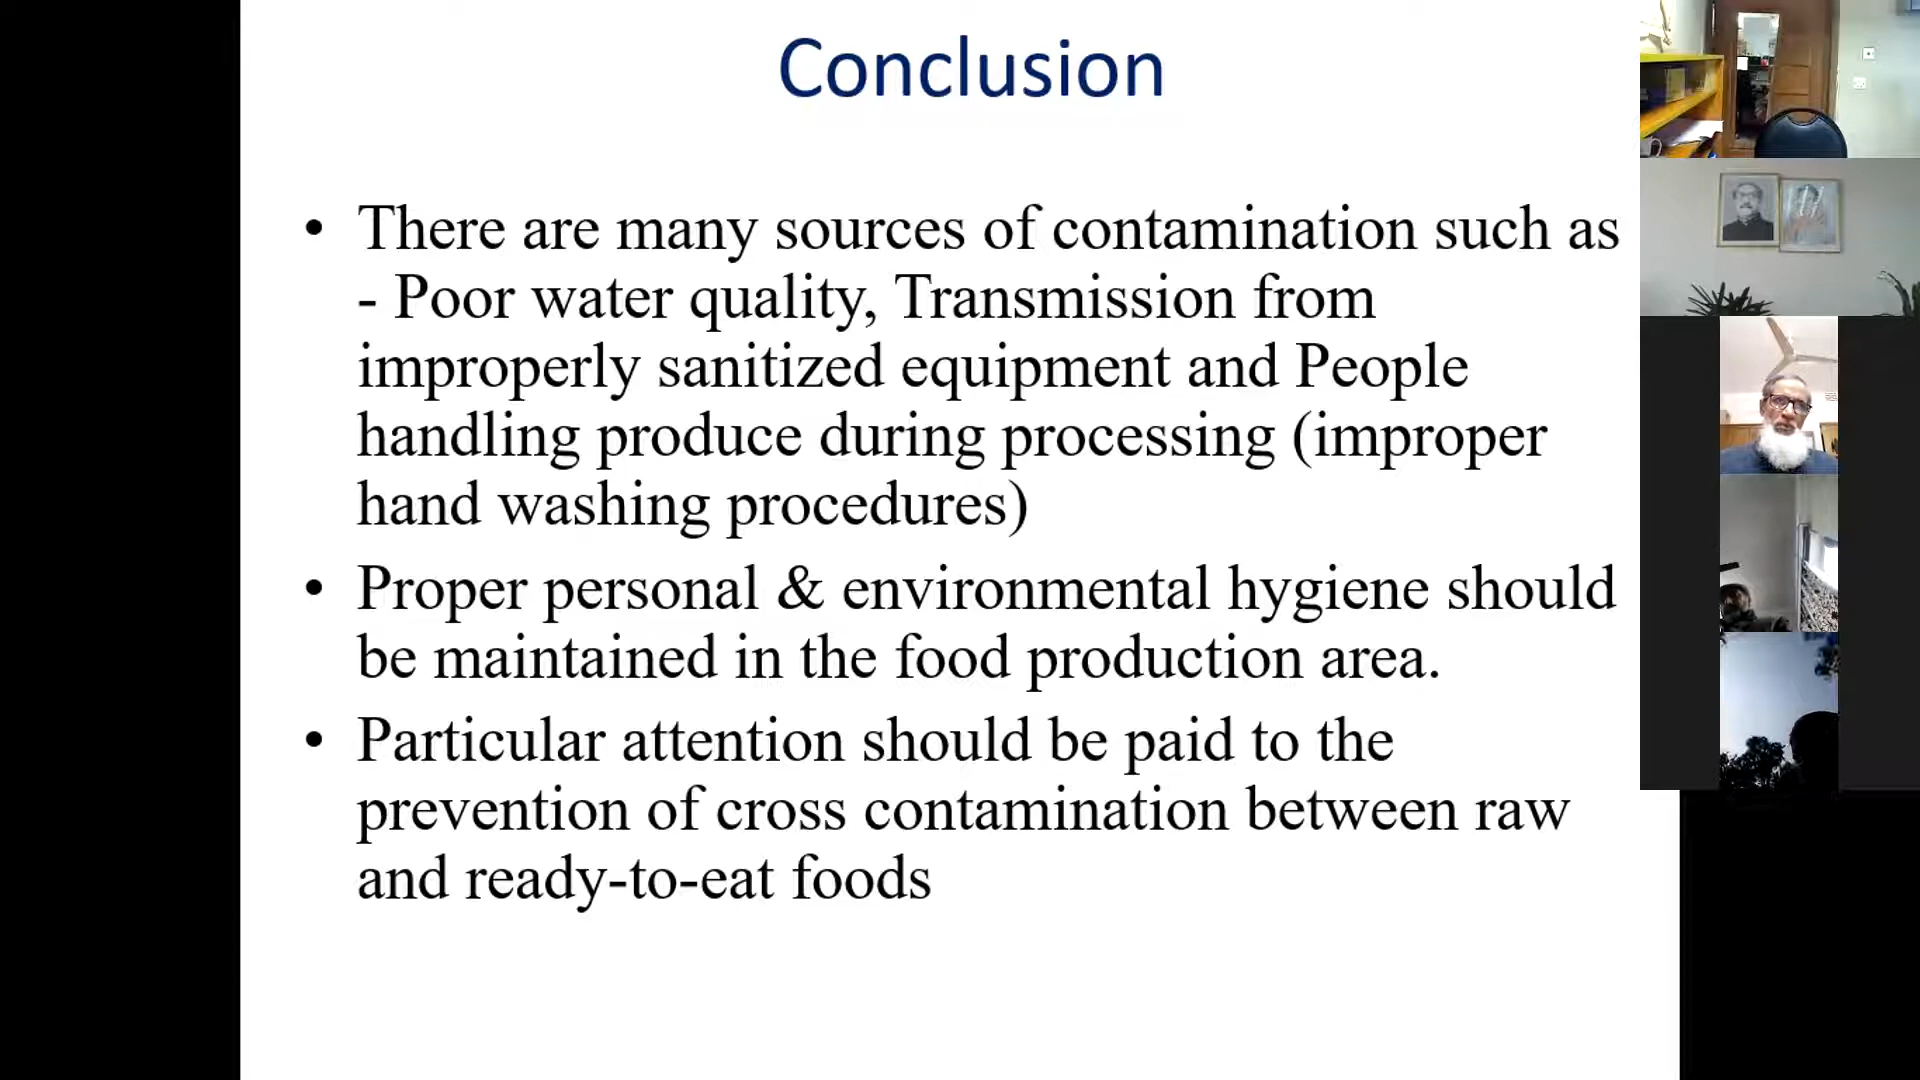 Conclusion
• There are many sources of contamination such as
- Poor water quality, Transmission from
improperly sanitized equipment and People
handling produce during processing (improper
hand washing procedures)
• Proper personal & environmental hygiene should
be maintained in the food production area.
• Particular attention should be paid to the
prevention of cross contamination between raw
and ready-to-eat foods